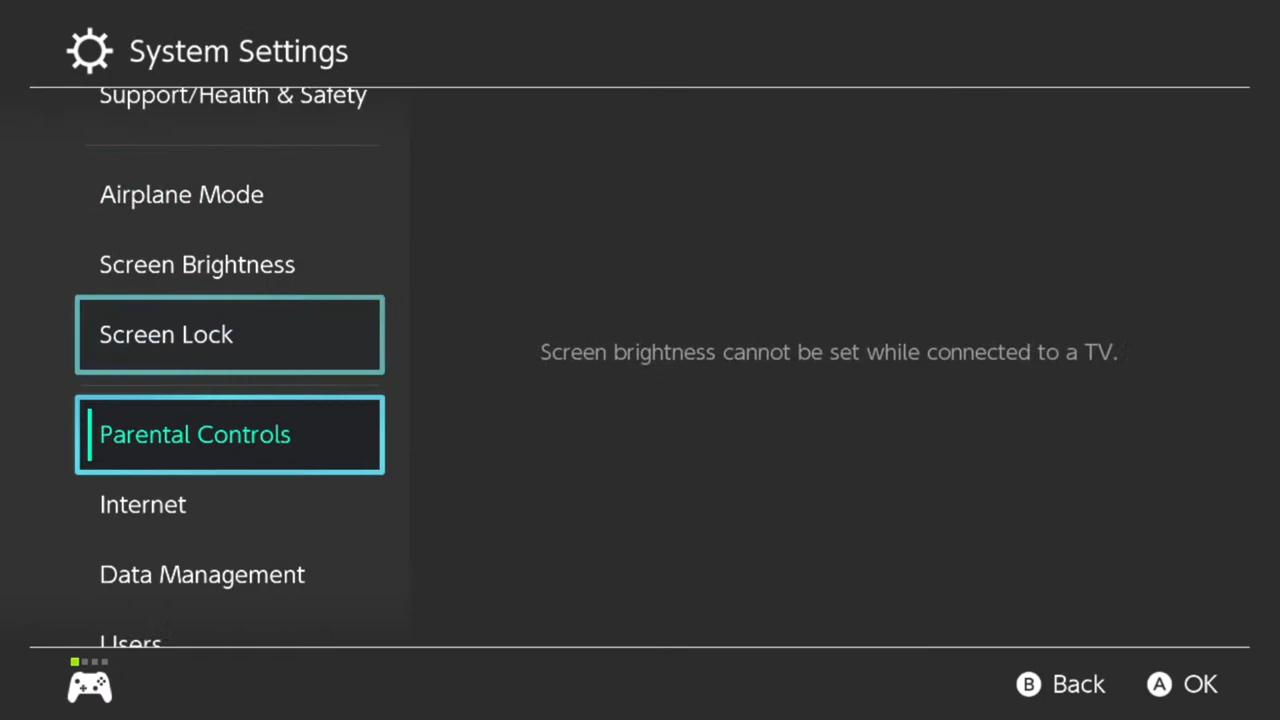 System Settings
Support/Health & Safety
Airplane Mode
Screen Brightness
Screen Lock
Screen brightness cannot be set while connected to a TV.
Parental Controls
Internet
Data Management
Users
B Back A OK